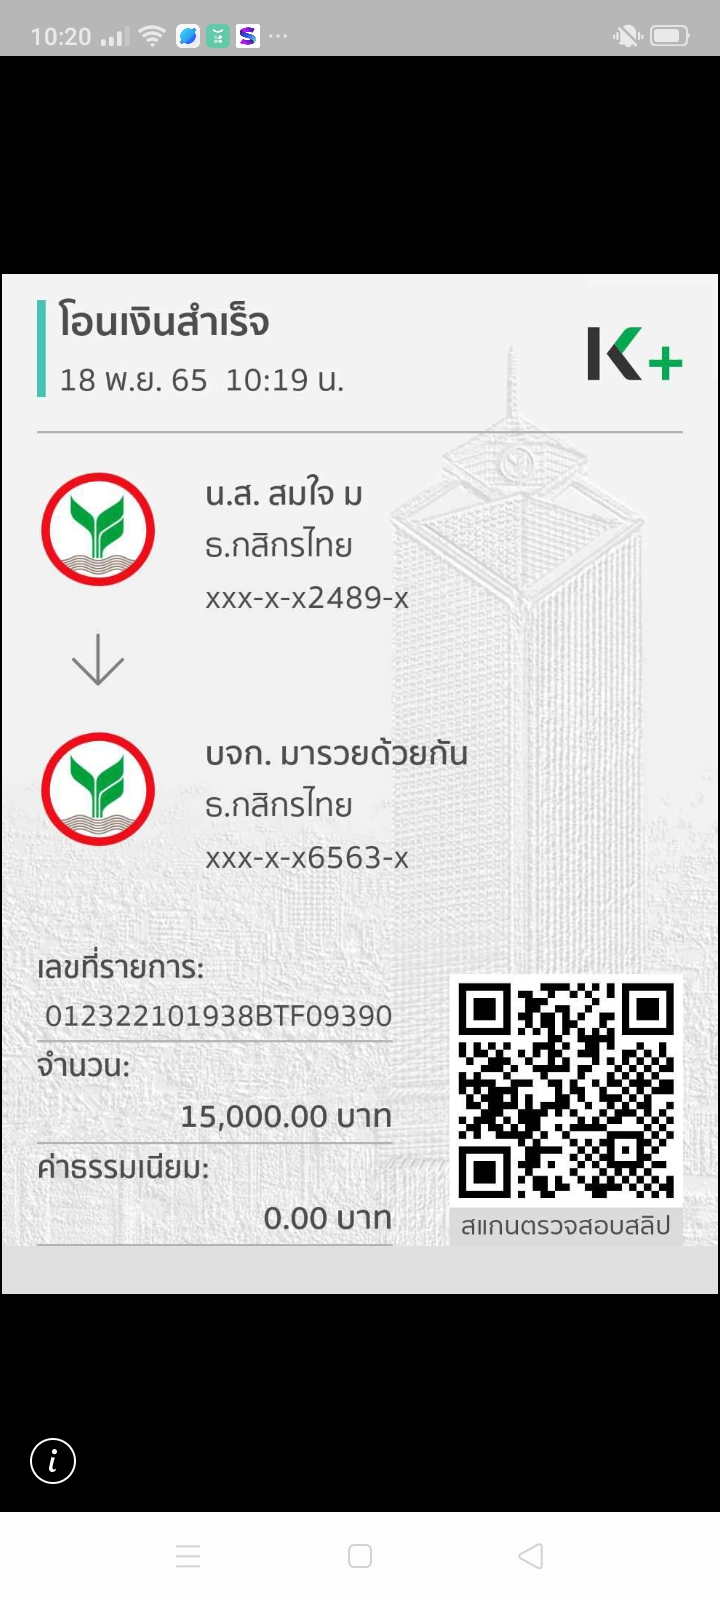 10:20
โอนเงินสำเร็จ
18 พ.ย. 65 10:19 น.
K+
น.ส. สมใจ ม
ธ.กสิกรไทย
xxx-x-x2489-x
บจก. มารวยด้วยกัน
ธ.กสิกรไทย
xxx-x-x6563-x
เลขที่รายการ:
012322101938BTF09390
จำนวน:
15,000.00 บาท
ค่าธรรมเนียม:
0.00 บาท
สแกนตรวจสอบสลิป